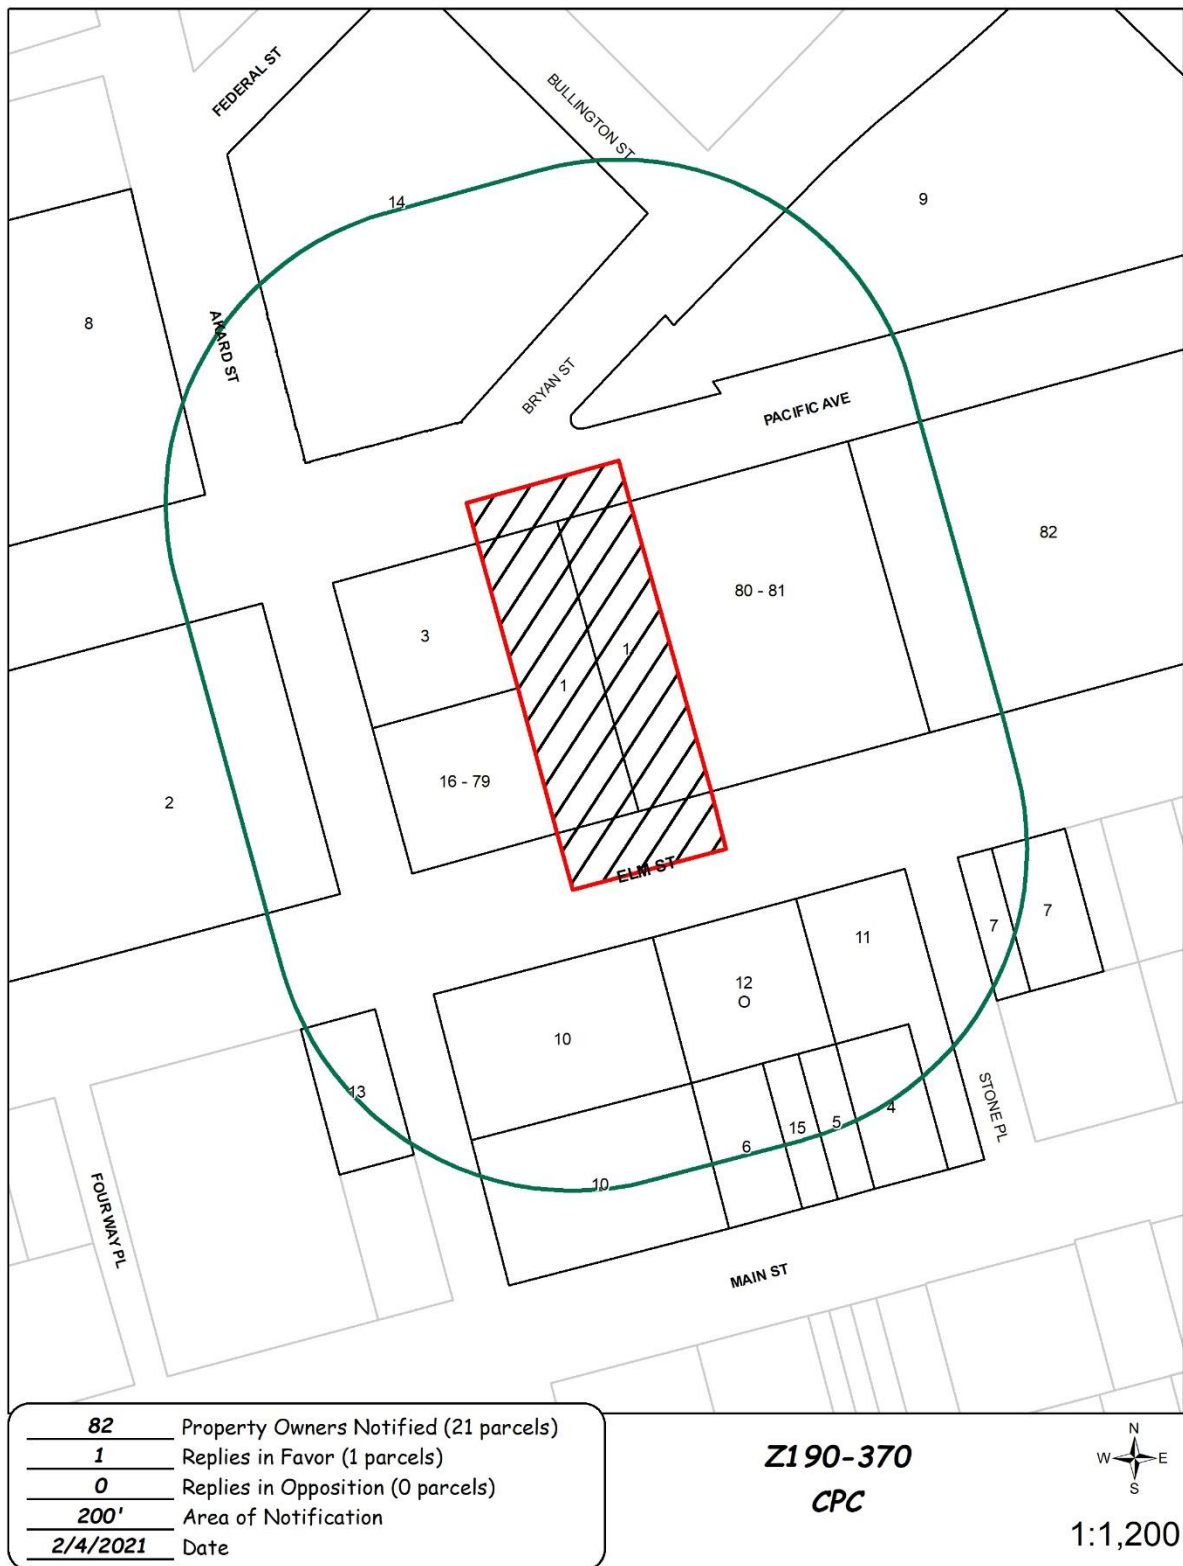 FEDERAL ST
BULLINGTON ST
14
9
8
AKARD ST
BRYAN ST
PACIFIC AVE
82
80 - 81
3
1
1
16 - 79
2
ELM ST
7
7
11
12
O
10
13
STONE PL
4
5
15
6
10
FOUR WAY PL
MAIN ST
82 Property Owners Notified (21 parcels)
1 Replies in Favor (1 parcels)
0 Replies in Opposition (0 parcels)
200' Area of Notification
2/4/2021 Date
Z190-370
CPC
N
W E
S
1:1,200